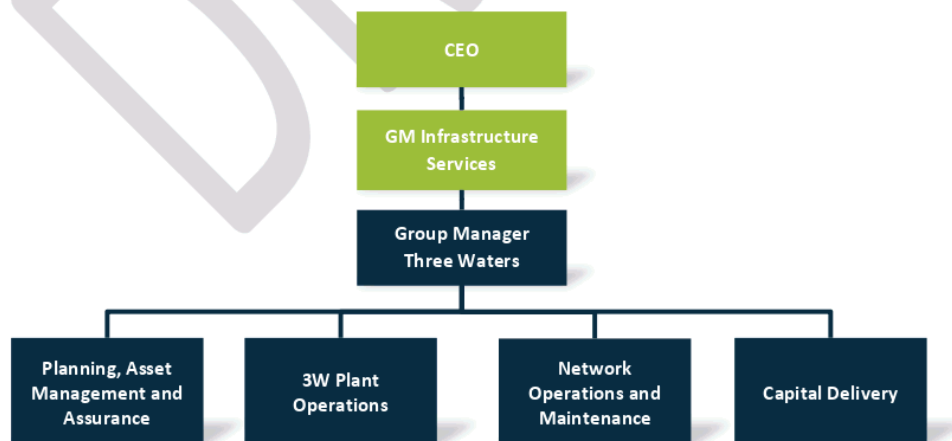 CEO
GM Infrastructure
Services
Group Manager
Three Waters
Planning, Asset
Management and
Assurance
3W Plant
Operations
Network
Operations and
Maintenance
Capital Delivery